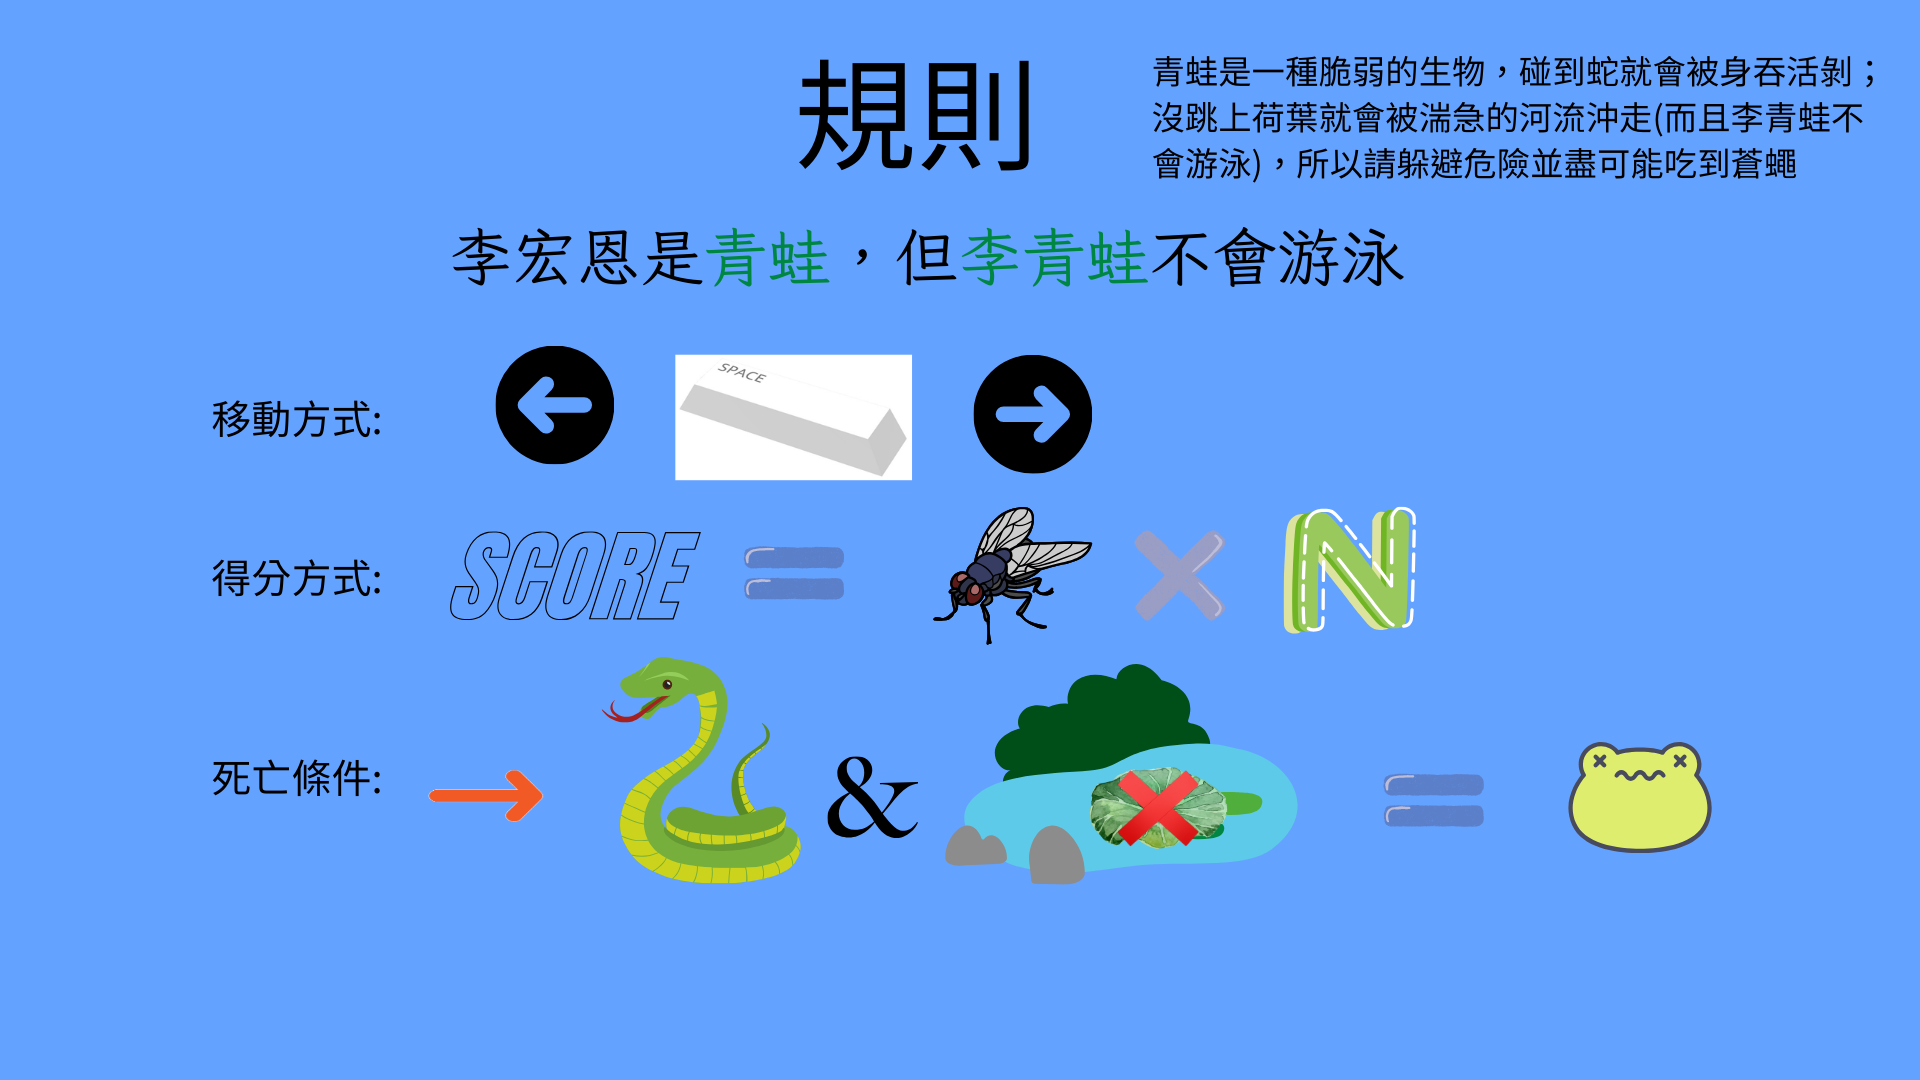 規則
青蛙是一種脆弱的生物，碰到蛇就會被身吞活剝；
沒跳上荷葉就會被湍急的河流沖走(而且李青蛙不
會游泳)，所以請躲避危險並盡可能吃到蒼蠅
李宏恩是青蛙，但李青蛙不會游泳
移動方式:
SPACE
得分方式:
SCORE
N
死亡條件:
&